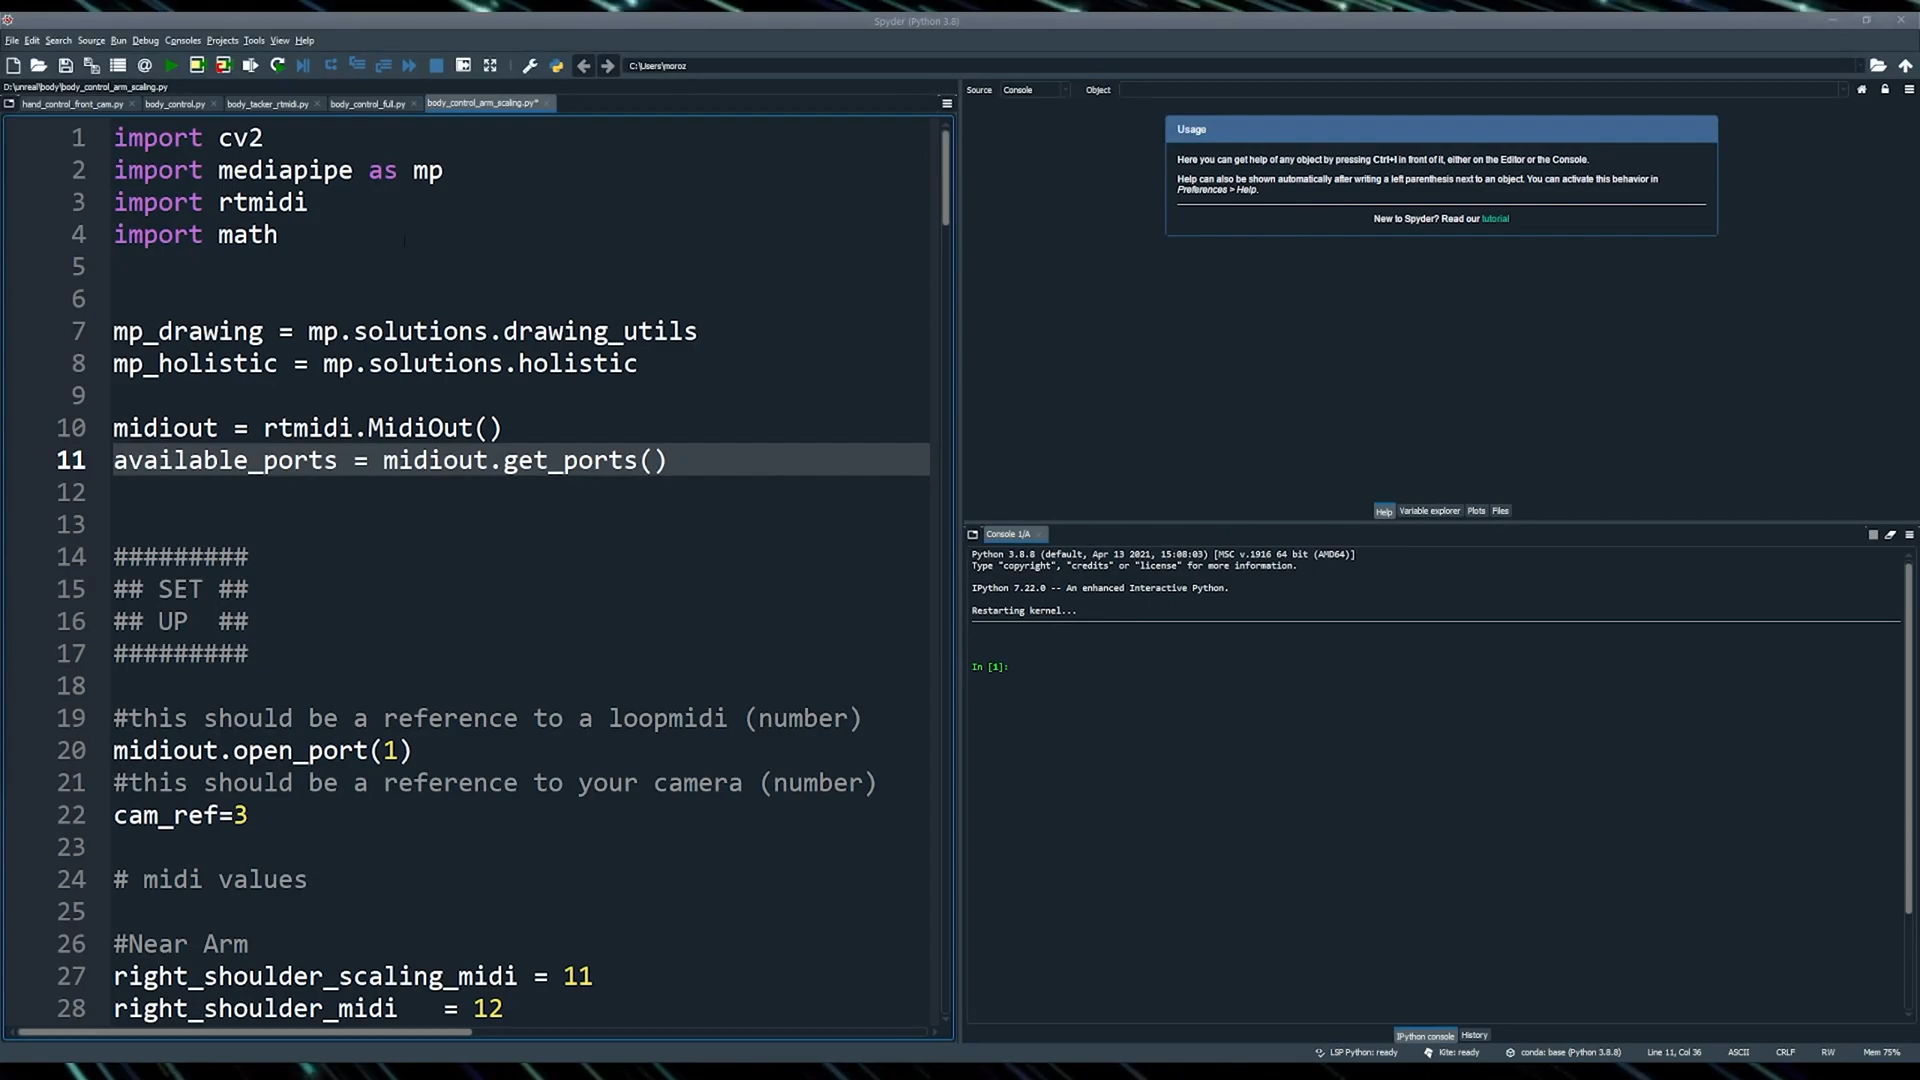 Spyder (Python 3.8)
File Edit Search Source Run Debug Consoles Projects Tools View Help
C:\Users\moroz
D:\unreal\body\body_control_arm_scaling.py
hand_control_front_cam.py body_control.py body_tacker_rtmidi.py body_control_full.py body_control_arm_scaling.py*
1 import cv2
2 import mediapipe as mp
3 import rtmidi
4 import math
5
6
7 mp_drawing = mp.solutions.drawing_utils
8 mp_holistic = mp.solutions.holistic
9
10 midiout = rtmidi.MidiOut()
11 available_ports = midiout.get_ports()
12
13
14 #########
15 ## SET ##
16 ## UP  ##
17 #########
18
19 #this should be a reference to a loopmidi (number)
20 midiout.open_port(1)
21 #this should be a reference to your camera (number)
22 cam_ref=3
23
24 # midi values
25
26 #Near Arm
27 right_shoulder_scaling_midi = 11
28 right_shoulder_midi   = 12
Source Console Object
Usage
Here you can get help of any object by pressing Ctrl+I in front of it, either on the Editor or the Console.
Help can also be shown automatically after writing a left parenthesis next to an object. You can activate this behavior in
Preferences > Help.
New to Spyder? Read our tutorial
Help Variable explorer Plots Files
Console 1/A
Python 3.8.8 (default, Apr 13 2021, 15:08:03) [MSC v.1916 64 bit (AMD64)]
Type "copyright", "credits" or "license" for more information.
IPython 7.22.0 -- An enhanced Interactive Python.
Restarting kernel...
In [1]:
IPython console History
LSP Python: ready Kite: ready conda: base (Python 3.8.8) Line 11, Col 36 ASCII CRLF RW Mem 75%